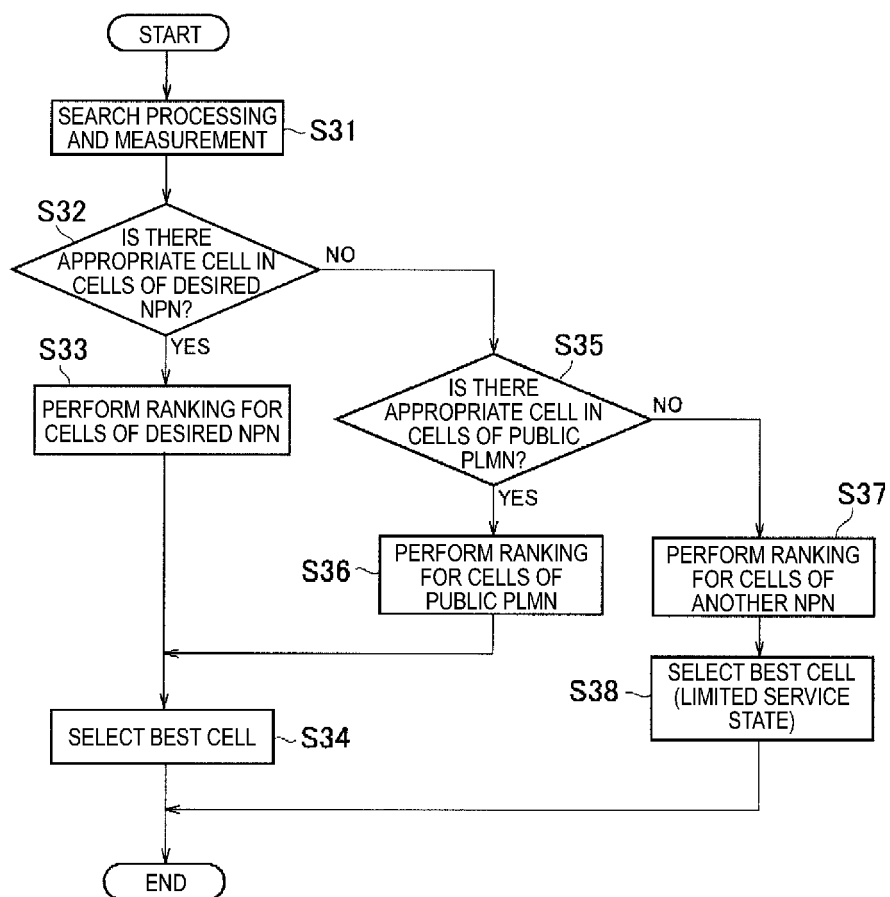 START
SEARCH PROCESSING
AND MEASUREMENT
S31
S32
IS THERE
APPROPRIATE CELL IN
CELLS OF DESIRED
NPN?
NO
YES
S33
PERFORM RANKING FOR
CELLS OF DESIRED NPN
S35
IS THERE
APPROPRIATE CELL IN
CELLS OF PUBLIC
PLMN?
NO
YES
S36
PERFORM RANKING
FOR CELLS OF
PUBLIC PLMN
S37
PERFORM RANKING
FOR CELLS OF
ANOTHER NPN
S38
SELECT BEST CELL
(LIMITED SERVICE
STATE)
SELECT BEST CELL
S34
END